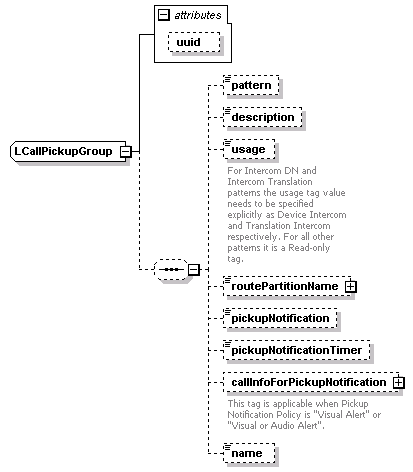 attributes
uuid
LCallPickupGroup
pattern
description
usage
For Intercom DN and
Intercom Translation
patterns the usage tag value
needs to be specified
explicitly as Device Intercom
and Translation Intercom
respectively. For all other
patterns it is a Read-only
tag.
routePartitionName
pickupNotification
pickupNotificationTimer
callInfoForPickupNotification
This tag is applicable when Pickup
Notification Policy is "Visual Alert" or
"Visual or Audio Alert".
name